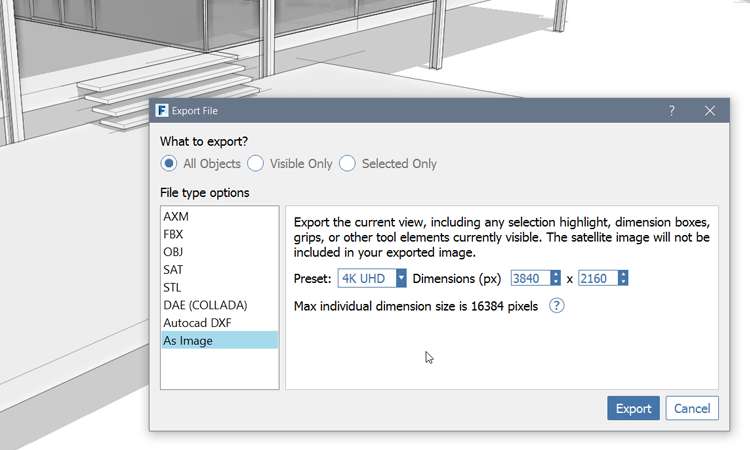 F Export File
What to export?
All Objects Visible Only Selected Only
File type options
AXM
FBX
OBJ
SAT
STL
DAE (COLLADA)
Autocad DXF
As Image
Export the current view, including any selection highlight, dimension boxes,
grips, or other tool elements currently visible. The satellite image will not be
included in your exported image.
Preset: 4K UHD Dimensions (px) 3840 x 2160
Max individual dimension size is 16384 pixels ?
Export Cancel